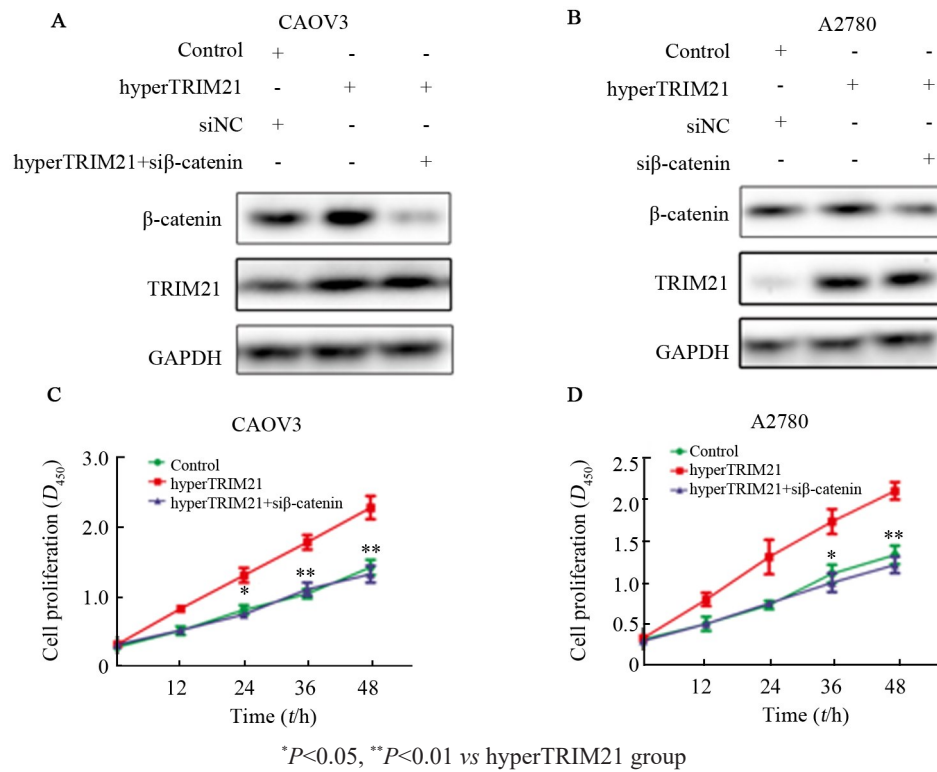 A
CAOV3
Control + - -
hyperTRIM21 - + +
siNC + - -
hyperTRIM21+siβ-catenin - - +
β-catenin
TRIM21
GAPDH
B
A2780
Control + - -
hyperTRIM21 - + +
siNC + - -
siβ-catenin - - +
β-catenin
TRIM21
GAPDH
C
CAOV3
Cell proliferation (D450)
3.0
2.0
1.0
0
Control
hyperTRIM21
hyperTRIM21+siβ-catenin
*
**
**
12 24 36 48
Time (t/h)
D
A2780
Cell proliferation (D450)
2.5
2.0
1.5
1.0
0.5
0
Control
hyperTRIM21
hyperTRIM21+siβ-catenin
*
**
12 24 36 48
Time (t/h)
*P<0.05, **P<0.01 vs hyperTRIM21 group